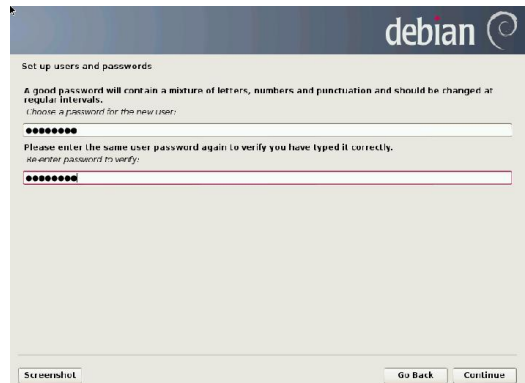 debian
Set up users and passwords
A good password will contain a mixture of letters, numbers and punctuation and should be changed at
regular intervals.
Choose a password for the new user:
●●●●●●●●
Please enter the same user password again to verify you have typed it correctly.
Re-enter password to verify:
●●●●●●●●
Screenshot
Go Back
Continue